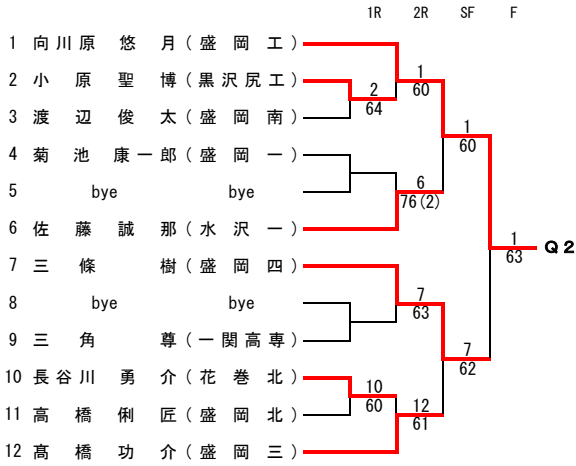 1R 2R SF F
1 向川原 悠 月(盛 岡 工)
2 小 原 聖 博(黒沢尻工)
3 渡 辺 俊 太(盛 岡 南)
4 菊 池 康一郎(盛 岡 一)
5 bye bye
6 佐 藤 誠 那(水 沢 一)
7 三 條 樹(盛 岡 四)
8 bye bye
9 三 角 尊(一関高専)
10 長谷川 勇 介(花 巻 北)
11 高 橋 俐 匠(盛 岡 北)
12 髙 橋 功 介(盛 岡 三)
2
64
10
60
1
60
6
76(2)
7
63
12
61
1
60
7
62
1
63
Q2